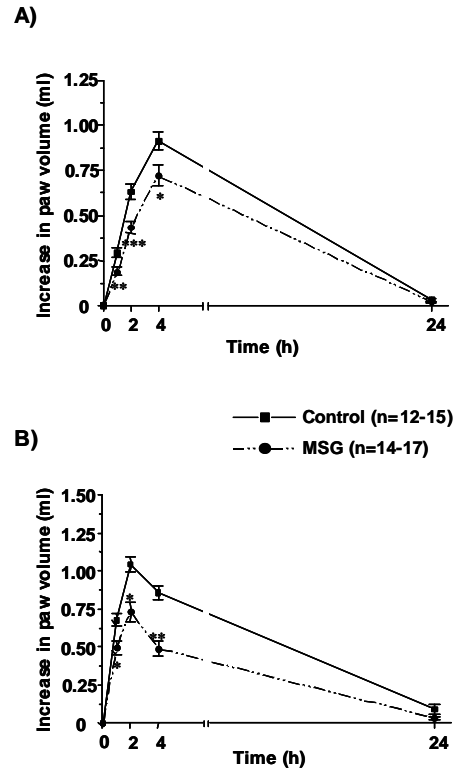 A)
Increase in paw volume (ml)
1.25
1.00
0.75
0.50
0.25
0
***
*
**
0 2 4 24
Time (h)
Control (n=12-15)
MSG (n=14-17)
B)
Increase in paw volume (ml)
1.50
1.25
1.00
0.75
0.50
0.25
0
*
**
*
0 2 4 24
Time (h)